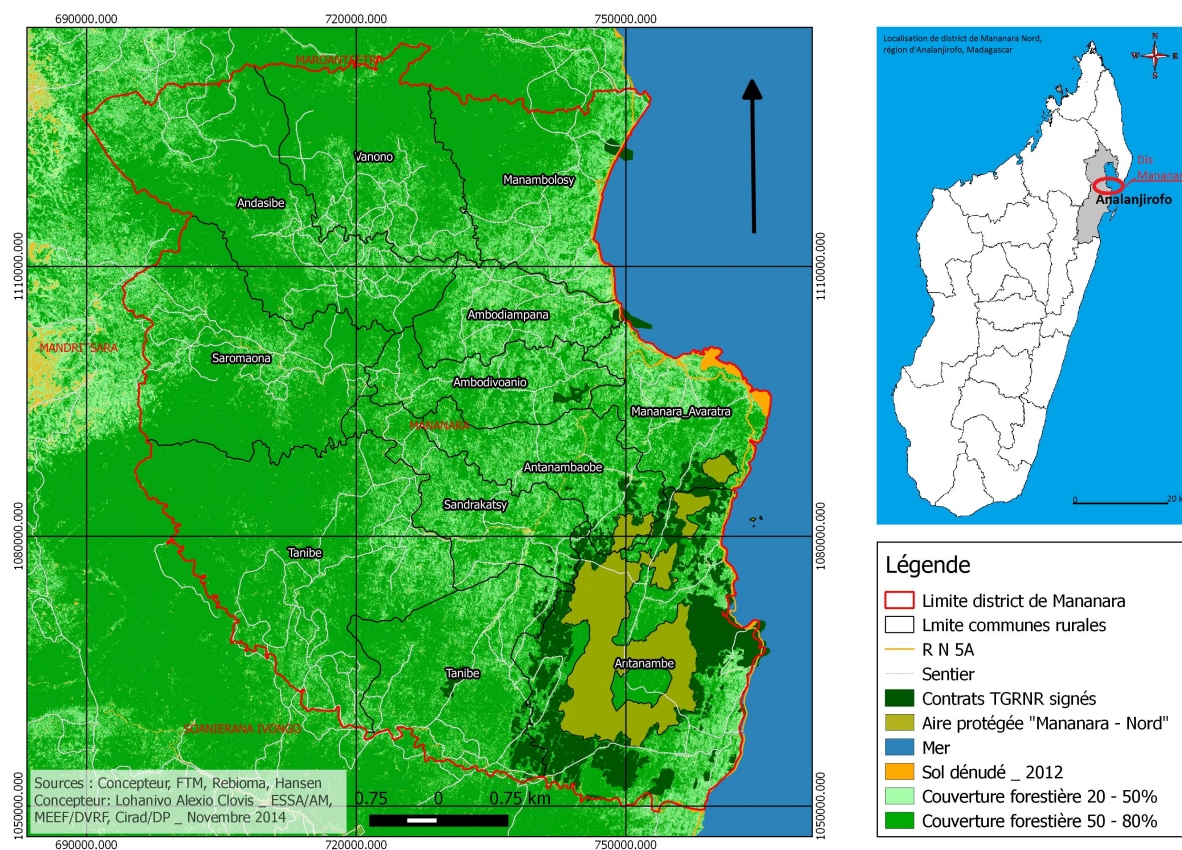 690000.000
720000.000
750000.000
1110000.000
1080000.000
1050000.000
MAROANTSETRA
Vanono
Manambolosy
Andasibe
Ambodiampana
MANDRITSARA
Saromaona
Ambodivoanio
Mananara_Avaratra
MANANARA
Antanambaobe
Sandrakatsy
Tanibe
Tanibe
Antanambe
SOANIERANA IVONGO
Sources : Concepteur, FTM, Rebioma, Hansen
Concepteur: Lohanivo Alexio Clovis _ ESSA/AM,
MEEF/DVRF, Cirad/DP _ Novembre 2014
0.75 0 0.75 km
1110000.000
1080000.000
1050000.000
690000.000
720000.000
750000.000
Localisation de district de Mananara Nord,
région d'Analanjirofo, Madagascar
N
W E
S
Dis
Mananar
Analanjirofo
0 20 k
Légende
Limite district de Mananara
Lmite communes rurales
R N 5A
Sentier
Contrats TGRNR signés
Aire protégée "Mananara - Nord"
Mer
Sol dénudé _ 2012
Couverture forestière 20 - 50%
Couverture forestière 50 - 80%